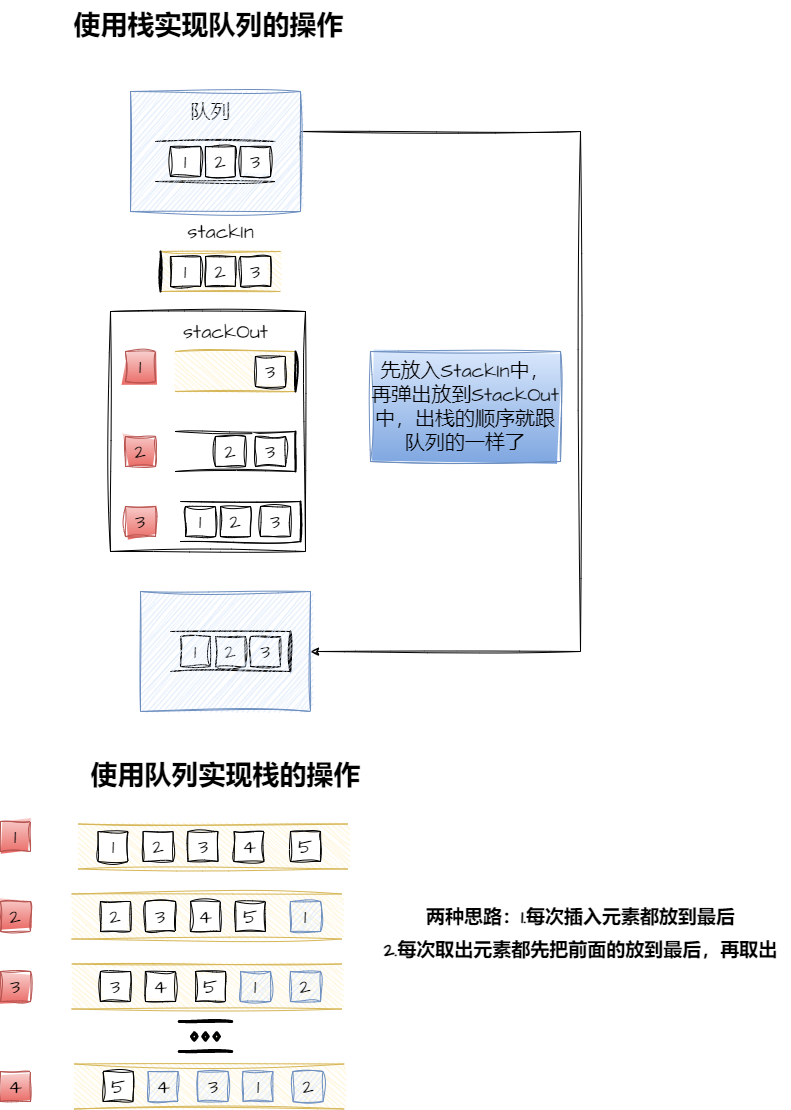 使用栈实现队列的操作
队列
1 2 3
stackIn
1 2 3
stackOut
1 3
2 2 3
3 1 2 3
先放入StackIn中，
再弹出放到StackOut
中，出栈的顺序就跟
队列的一样了
1 2 3
使用队列实现栈的操作
1 1 2 3 4 5
2 2 3 4 5 1
两种思路：1.每次插入元素都放到最后
2.每次取出元素都先把前面的放到最后，再取出
3 3 4 5 1 2
4 5 4 3 1 2